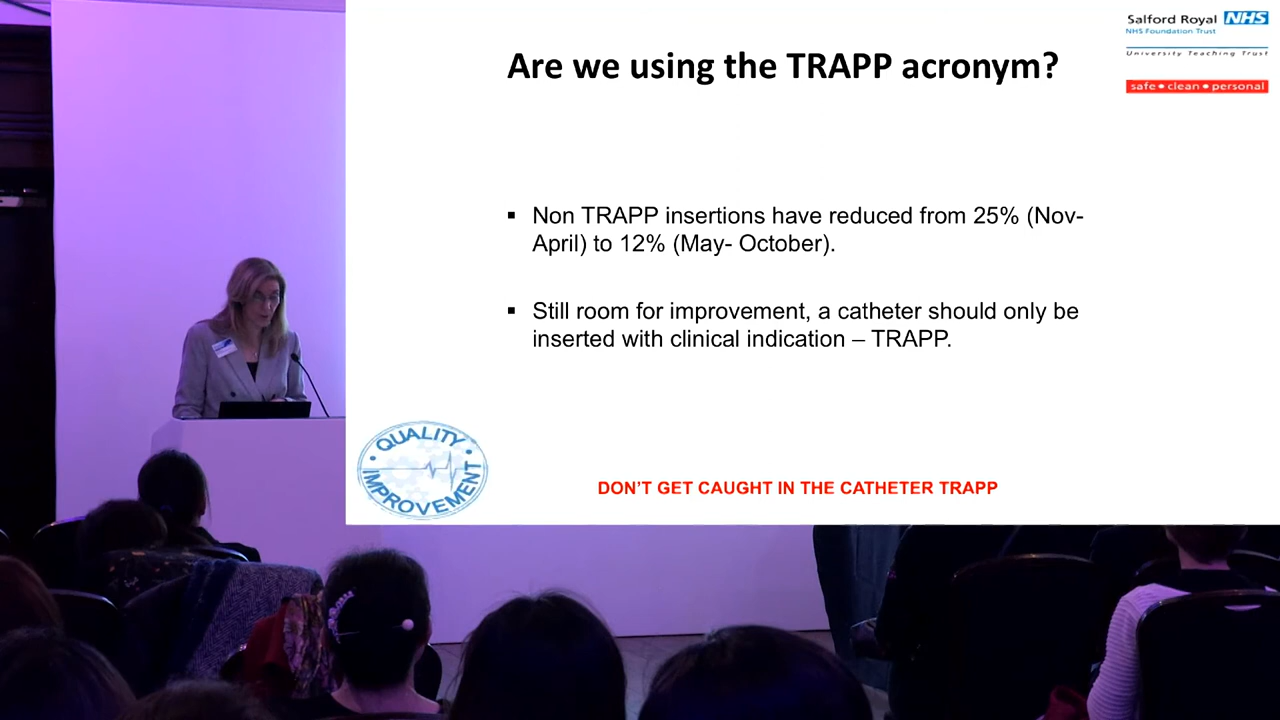 Are we using the TRAPP acronym?
Salford Royal NHS
NHS Foundation Trust
University Teaching Trust
safe • clean • personal
▪ Non TRAPP insertions have reduced from 25% (Nov-
April) to 12% (May- October).
▪ Still room for improvement, a catheter should only be
inserted with clinical indication – TRAPP.
• QUALITY •
IMPROVEMENT
DON'T GET CAUGHT IN THE CATHETER TRAPP